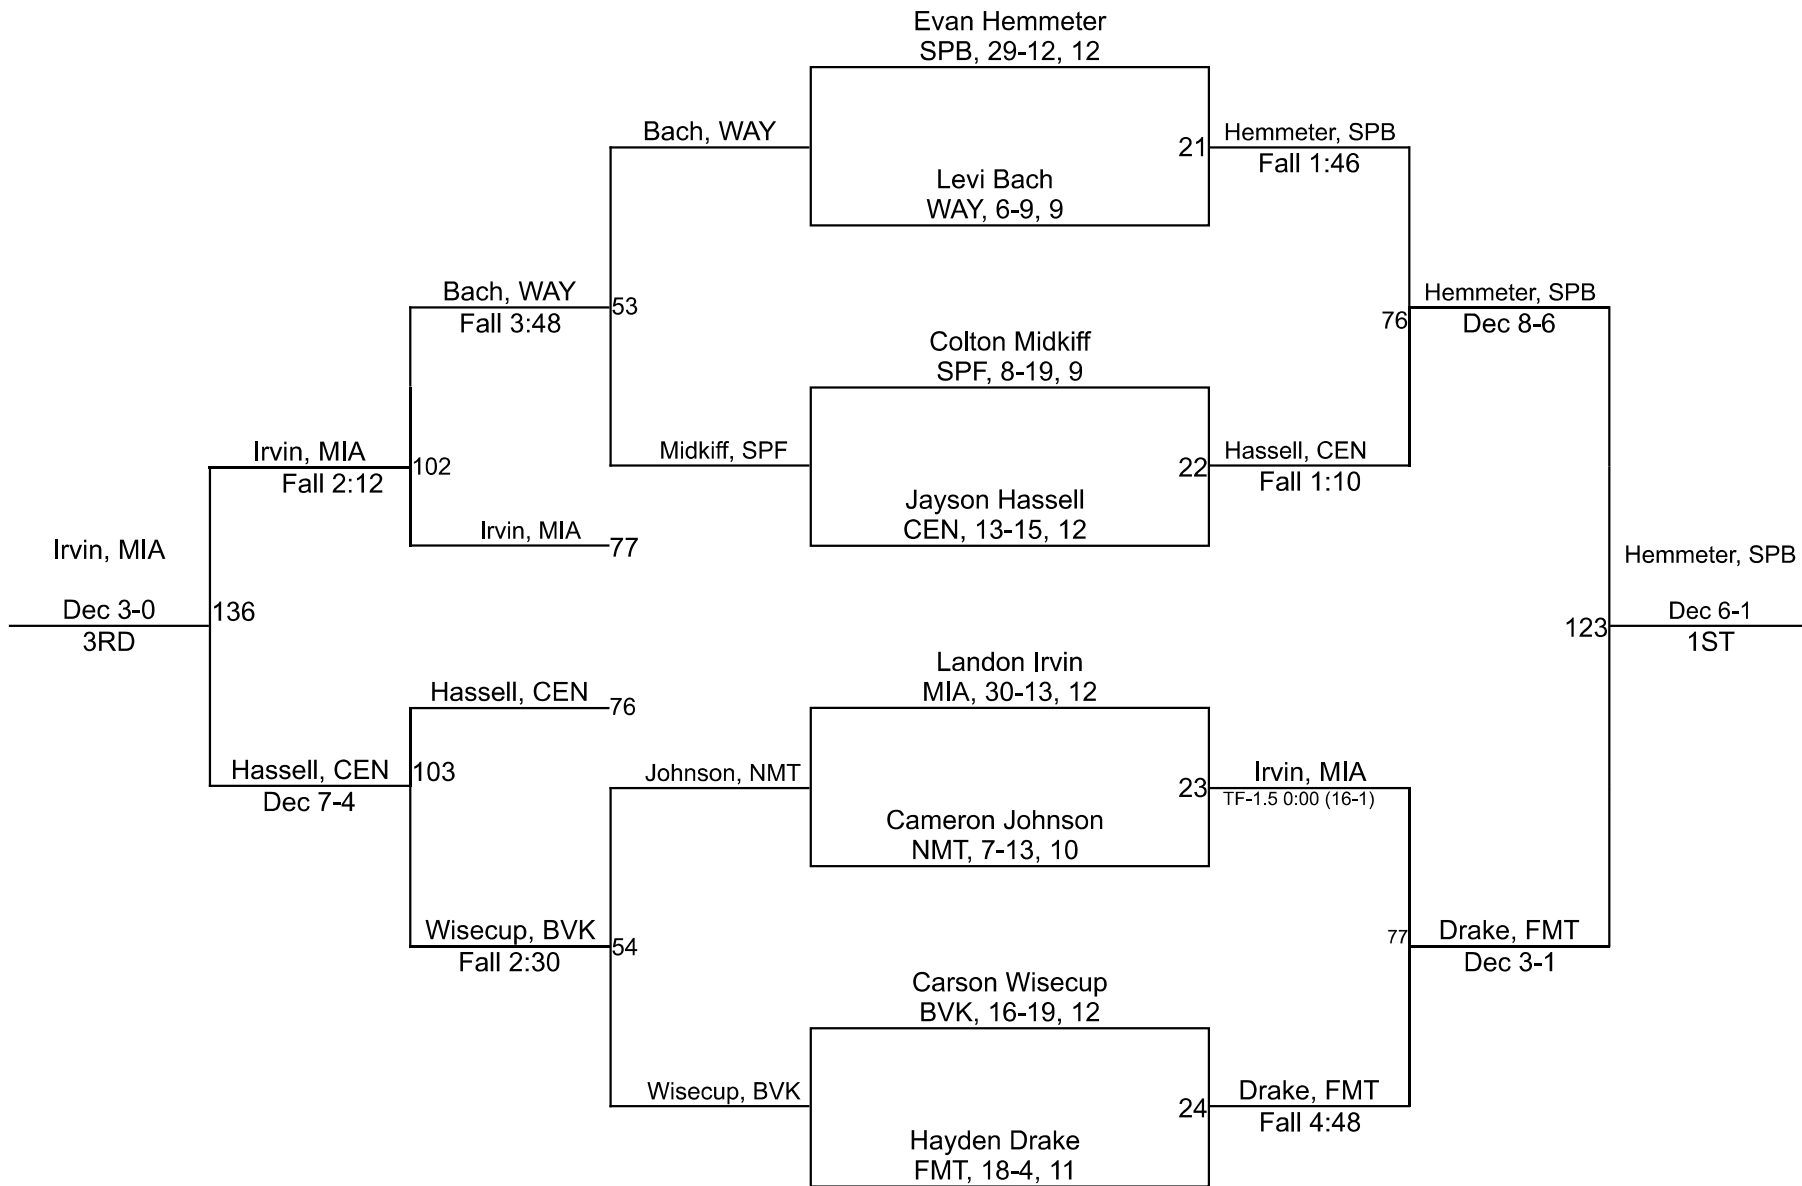 Evan Hemmeter
SPB, 29-12, 12
Bach, WAY
21
Hemmeter, SPB
Fall 1:46
Levi Bach
WAY, 6-9, 9
Bach, WAY
Fall 3:48
53
76
Hemmeter, SPB
Dec 8-6
Colton Midkiff
SPF, 8-19, 9
Irvin, MIA
Fall 2:12
102
Midkiff, SPF
22
Hassell, CEN
Fall 1:10
Jayson Hassell
CEN, 13-15, 12
Irvin, MIA
77
Irvin, MIA
Dec 3-0
3RD
136
Hemmeter, SPB
Dec 6-1
1ST
123
Hassell, CEN
76
Landon Irvin
MIA, 30-13, 12
Hassell, CEN
Dec 7-4
103
Johnson, NMT
23
Irvin, MIA
TF-1.5 0:00 (16-1)
Cameron Johnson
NMT, 7-13, 10
Wisecup, BVK
Fall 2:30
54
77
Drake, FMT
Dec 3-1
Carson Wisecup
BVK, 16-19, 12
Wisecup, BVK
24
Drake, FMT
Fall 4:48
Hayden Drake
FMT, 18-4, 11